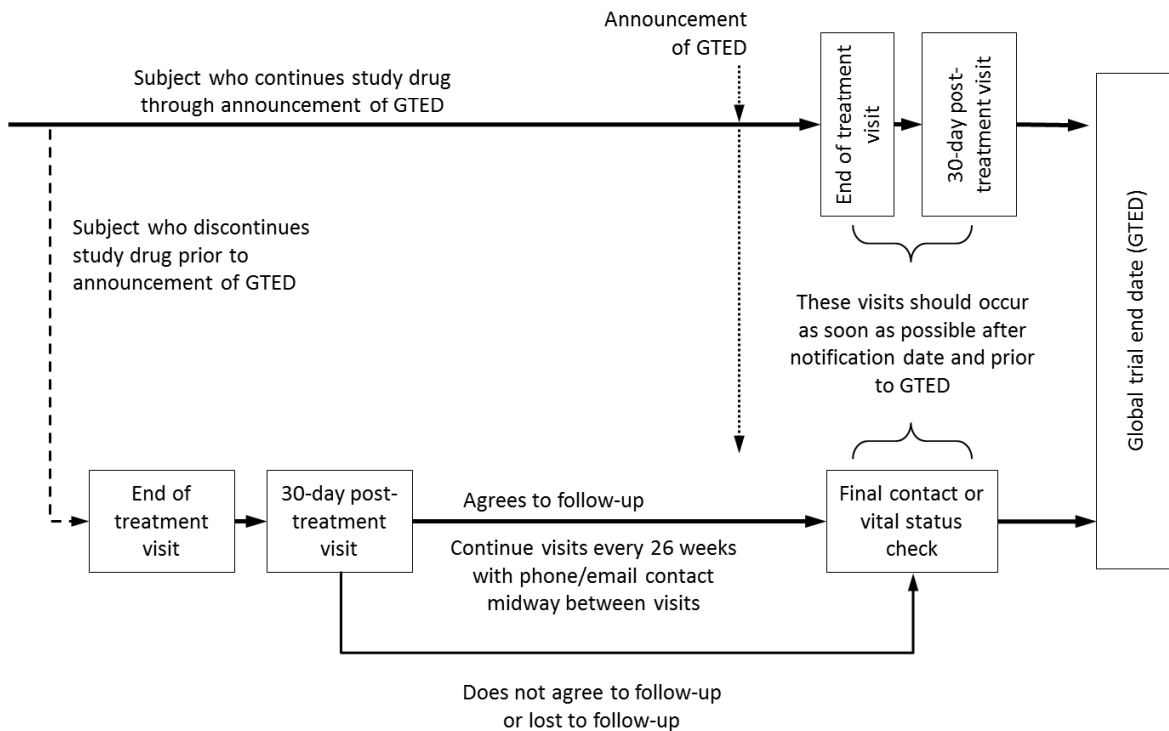 Announcement
of GTED
Subject who continues study drug
through announcement of GTED
End of treatment
visit
30-day post-
treatment visit
Global trial end date (GTED)
Subject who discontinues
study drug prior to
announcement of GTED
These visits should occur
as soon as possible after
notification date and prior
to GTED
End of
treatment
visit
30-day post-
treatment
visit
Agrees to follow-up
Continue visits every 26 weeks
with phone/email contact
midway between visits
Final contact or
vital status
check
Does not agree to follow-up
or lost to follow-up